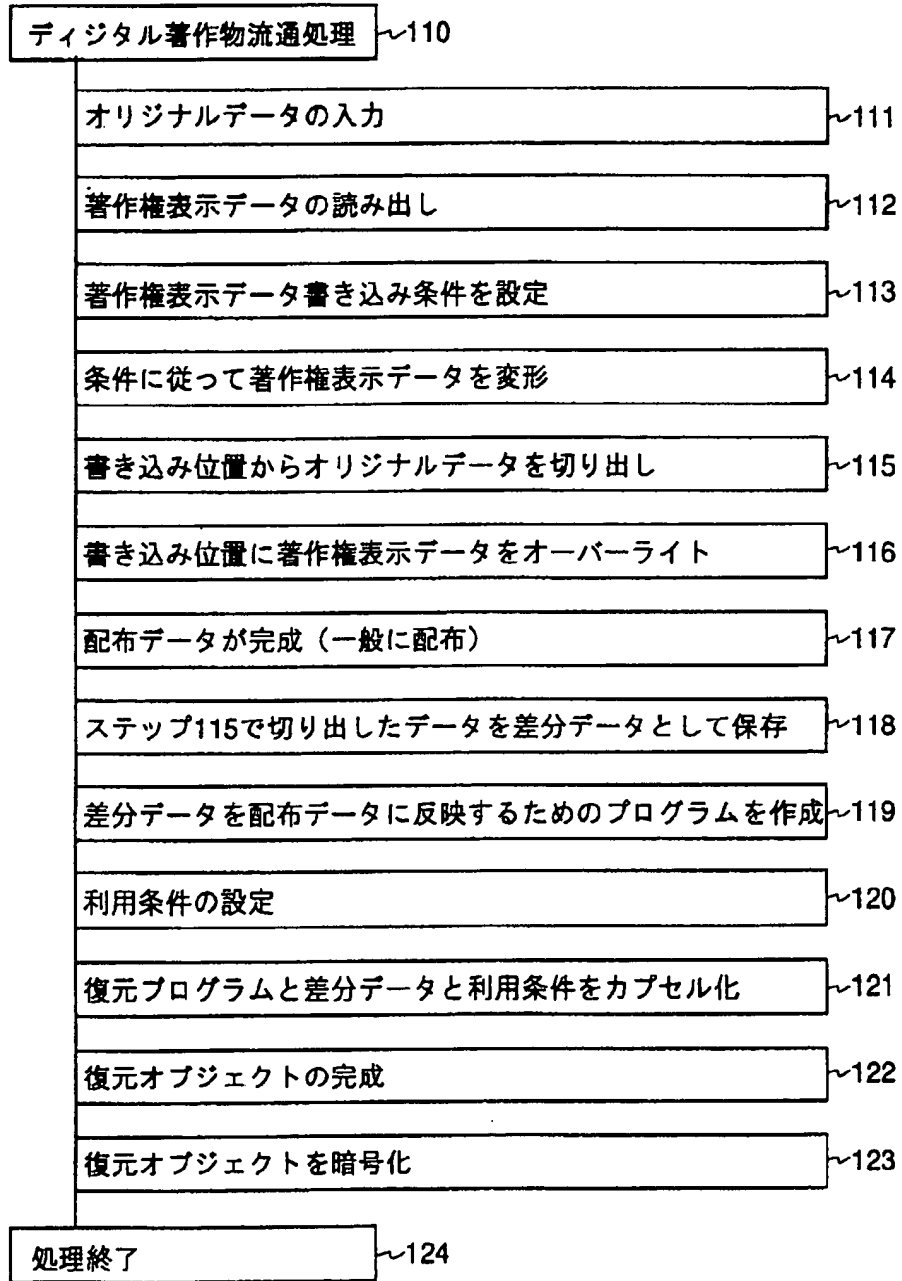 ディジタル著作物流通処理 ～110
オリジナルデータの入力 ～111
著作権表示データの読み出し ～112
著作権表示データ書き込み条件を設定 ～113
条件に従って著作権表示データを変形 ～114
書き込み位置からオリジナルデータを切り出し ～115
書き込み位置に著作権表示データをオーバーライト ～116
配布データが完成（一般に配布） ～117
ステップ115で切り出したデータを差分データとして保存 ～118
差分データを配布データに反映するためのプログラムを作成 ～119
利用条件の設定 ～120
復元プログラムと差分データと利用条件をカプセル化 ～121
復元オブジェクトの完成 ～122
復元オブジェクトを暗号化 ～123
処理終了 ～124